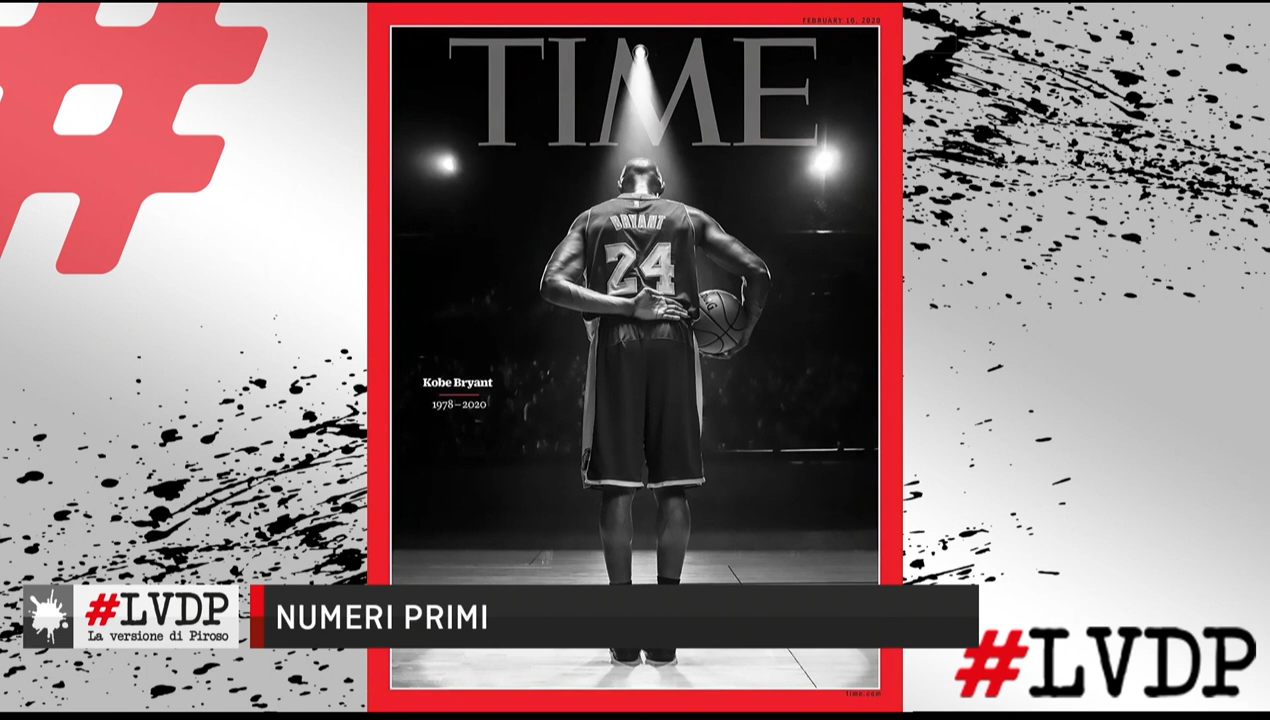 FEBRUARY 10, 2020
TIME
BRYANT
24
Kobe Bryant
1978–2020
#LVDP
La versione di Piroso
NUMERI PRIMI
#LVDP
time.com